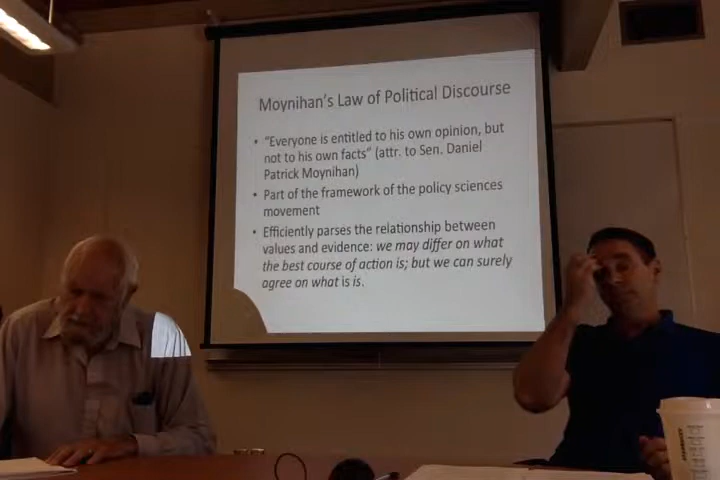 Moynihan's Law of Political Discourse
• "Everyone is entitled to his own opinion, but
not to his own facts" (attr. to Sen. Daniel
Patrick Moynihan)
• Part of the framework of the policy sciences
movement
• Efficiently parses the relationship between
values and evidence: we may differ on what
the best course of action is; but we can surely
agree on what is is.